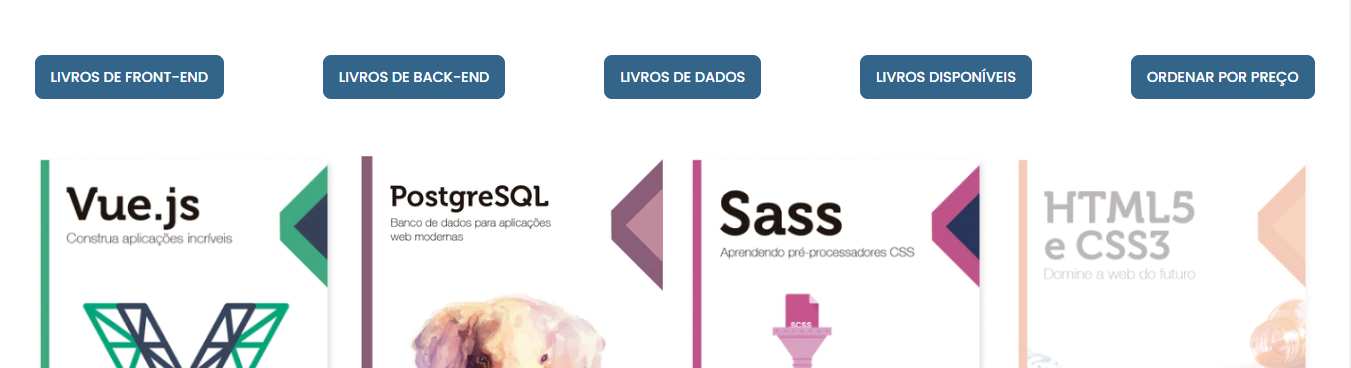 LIVROS DE FRONT-END
LIVROS DE BACK-END
LIVROS DE DADOS
LIVROS DISPONÍVEIS
ORDENAR POR PREÇO
Vue.js
Construa aplicações incríveis
PostgreSQL
Banco de dados para aplicações
web modernas
Sass
Aprendendo pré-processadores CSS
SCSS
HTML5
e CSS3
Domine a web do futuro